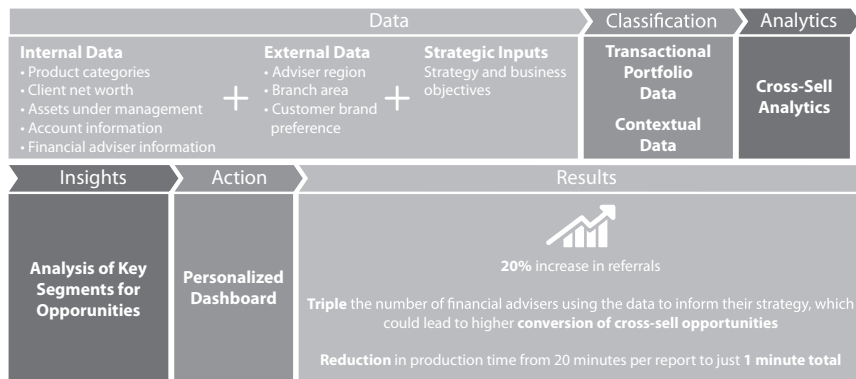 Data
Classification
Analytics
Internal Data
• Product categories
• Client net worth
• Assets under management
• Account information
• Financial adviser information
+
External Data
• Adviser region
• Branch area
• Customer brand
preference
+
Strategic Inputs
Strategy and business
objectives
Transactional
Portfolio
Data
Contextual
Data
Cross-Sell
Analytics
Insights
Action
Results
Analysis of Key
Segments for
Opporunities
Personalized
Dashboard
20% increase in referrals
Triple the number of financial advisers using the data to inform their strategy, which
could lead to higher conversion of cross-sell opportunities
Reduction in production time from 20 minutes per report to just 1 minute total